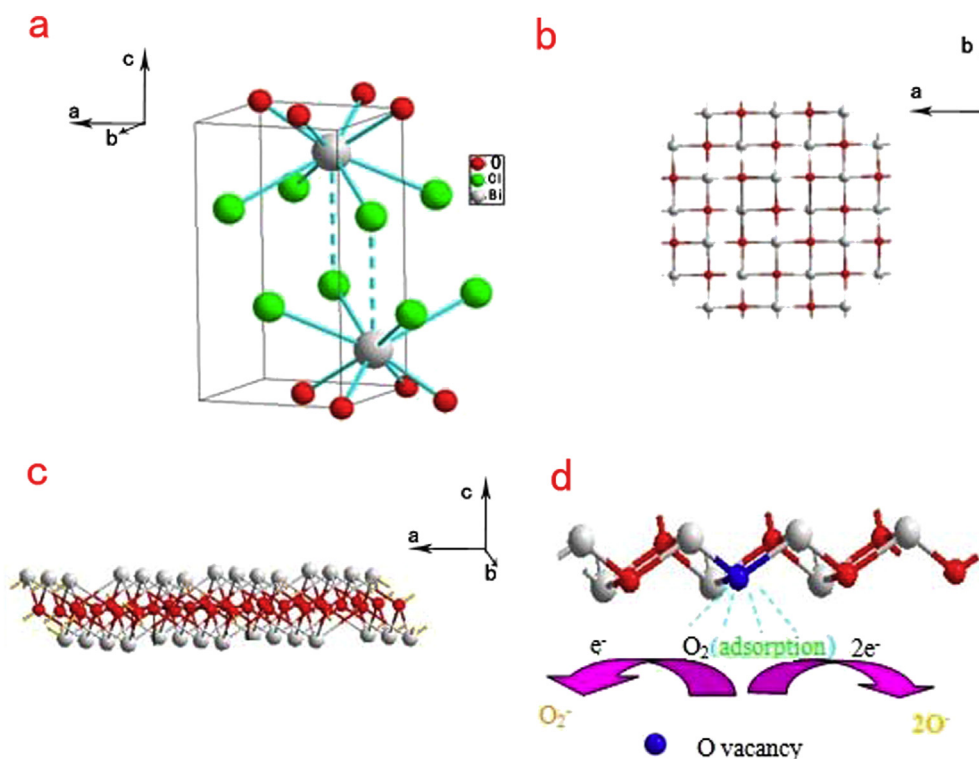 a
c
a
b
O
Cl
Bi
b
b
a
c
c
a
b
d
e-
O2(adsorption)
2e-
O2-
2O-
O vacancy